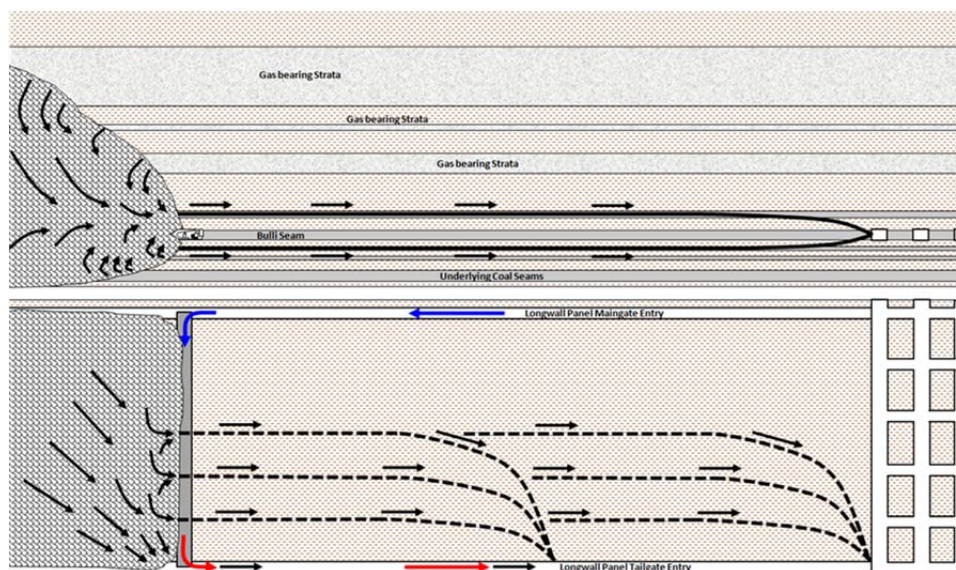 Gas bearing Strata
Gas bearing Strata
Gas bearing Strata
Bulli Seam
Underlying Coal Seams
Longwall Panel Maingate Entry
Longwall Panel Tailgate Entry